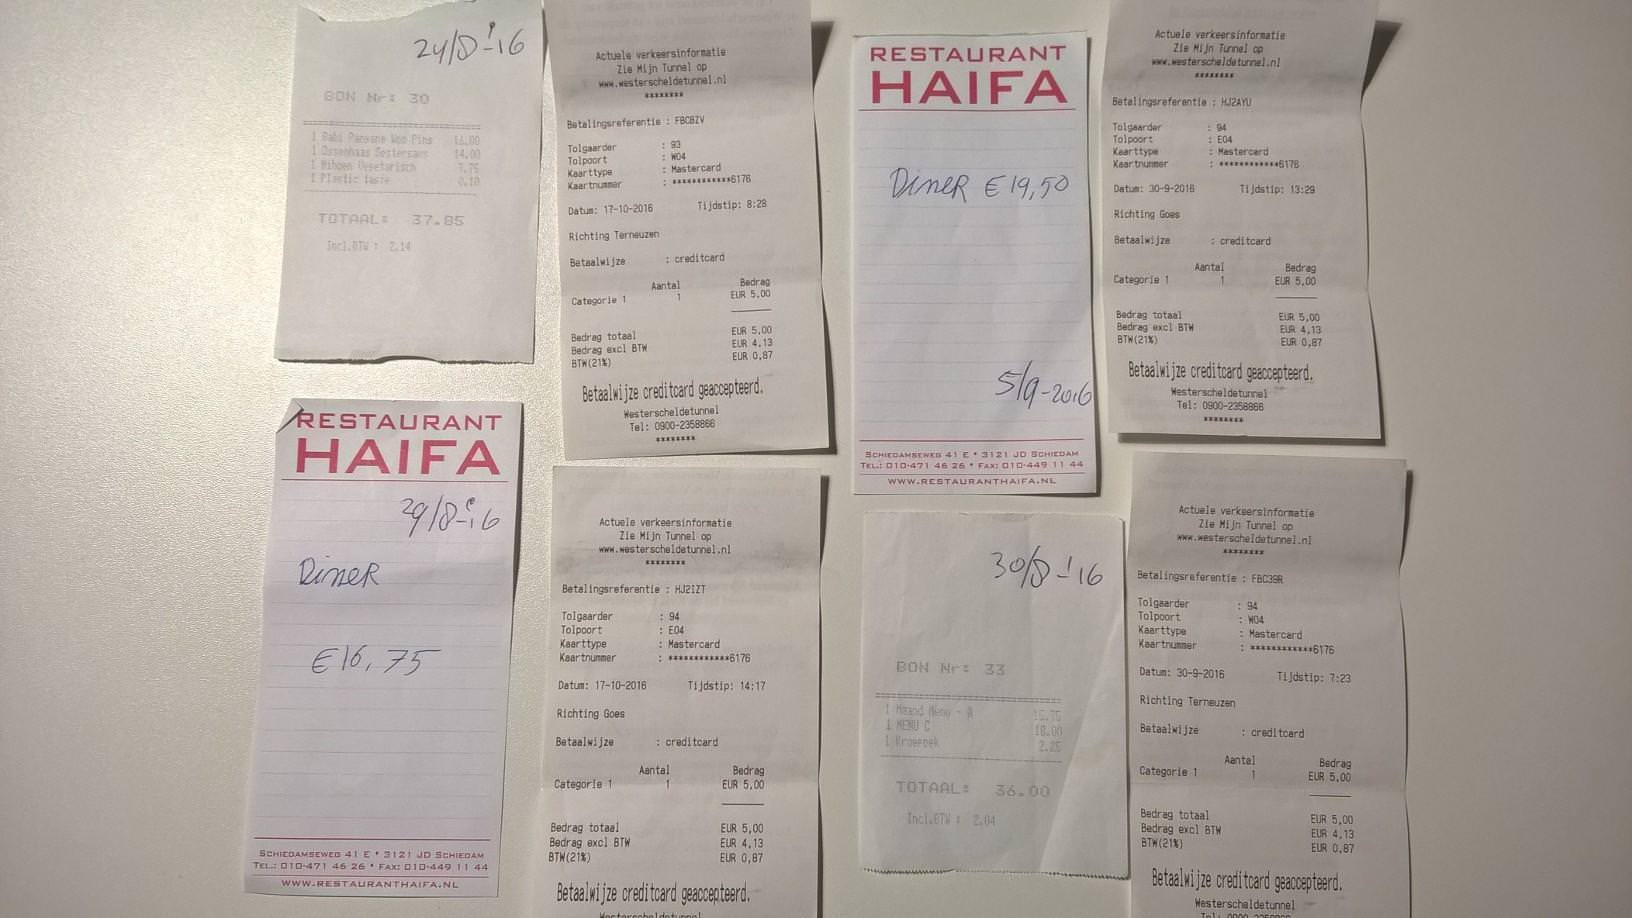 24/8-'16
BON Nr: 30
1 Babi Pangang Woo Pins 16.00
1 Ossenhaas Sestersaus 14.00
1 Mihoen Vegetarisch 7.75
1 Plastic taste 0.10
TOTAAL: 37.85
Incl.BTW : 2.14
Actuele verkeersinformatie
Zie Mijn Tunnel op
www.westerscheldetunnel.nl
********
Betalingsreferentie : FBC8ZV
Tolgaarder : 93
Tolpoort : W04
Kaarttype : Mastercard
Kaartnummer : ************6176
Datum: 17-10-2016 Tijdstip: 8:28
Richting Terneuzen
Betaalwijze : creditcard
Aantal Bedrag
Categorie 1 1 EUR 5,00
Bedrag totaal EUR 5,00
Bedrag excl BTW EUR 4,13
BTW(21%) EUR 0,87
Betaalwijze creditcard geaccepteerd.
Westerscheldetunnel
Tel: 0900-2358866
********
RESTAURANT
HAIFA
Diner € 19,50
5/9-2016
Schiedamseweg 41 E * 3121 JD Schiedam
Tel.: 010-471 46 26 * Fax: 010-449 11 44
www.restauranthaifa.nl
Actuele verkeersinformatie
Zie Mijn Tunnel op
www.westerscheldetunnel.nl
********
Betalingsreferentie : HJ2AYU
Tolgaarder : 94
Tolpoort : E04
Kaarttype : Mastercard
Kaartnummer : ************6176
Datum: 30-9-2016 Tijdstip: 13:29
Richting Goes
Betaalwijze : creditcard
Aantal Bedrag
Categorie 1 1 EUR 5,00
Bedrag totaal EUR 5,00
Bedrag excl BTW EUR 4,13
BTW(21%) EUR 0,87
Betaalwijze creditcard geaccepteerd.
Westerscheldetunnel
Tel: 0900-2358866
********
RESTAURANT
HAIFA
29/8-'16
Diner
€ 16,75
Schiedamseweg 41 E * 3121 JD Schiedam
Tel.: 010-471 46 26 * Fax: 010-449 11 44
www.restauranthaifa.nl
Actuele verkeersinformatie
Zie Mijn Tunnel op
www.westerscheldetunnel.nl
********
Betalingsreferentie : HJ21ZT
Tolgaarder : 94
Tolpoort : E04
Kaarttype : Mastercard
Kaartnummer : ************6176
Datum: 17-10-2016 Tijdstip: 14:17
Richting Goes
Betaalwijze : creditcard
Aantal Bedrag
Categorie 1 1 EUR 5,00
Bedrag totaal EUR 5,00
Bedrag excl BTW EUR 4,13
BTW(21%) EUR 0,87
Betaalwijze creditcard geaccepteerd.
Westerscheldetunnel
30/8-'16
BON Nr: 33
1 Maand Menu - A 15.75
1 MENU C 18.00
1 Kroepoek 2.25
TOTAAL: 36.00
Incl.BTW : 2.04
Actuele verkeersinformatie
Zie Mijn Tunnel op
www.westerscheldetunnel.nl
********
Betalingsreferentie : FBC39R
Tolgaarder : 94
Tolpoort : W04
Kaarttype : Mastercard
Kaartnummer : ************6176
Datum: 30-9-2016 Tijdstip: 7:23
Richting Terneuzen
Betaalwijze : creditcard
Aantal Bedrag
Categorie 1 1 EUR 5,00
Bedrag totaal EUR 5,00
Bedrag excl BTW EUR 4,13
BTW(21%) EUR 0,87
Betaalwijze creditcard geaccepteerd.
Westerscheldetunnel
Tel: 0900-2358866